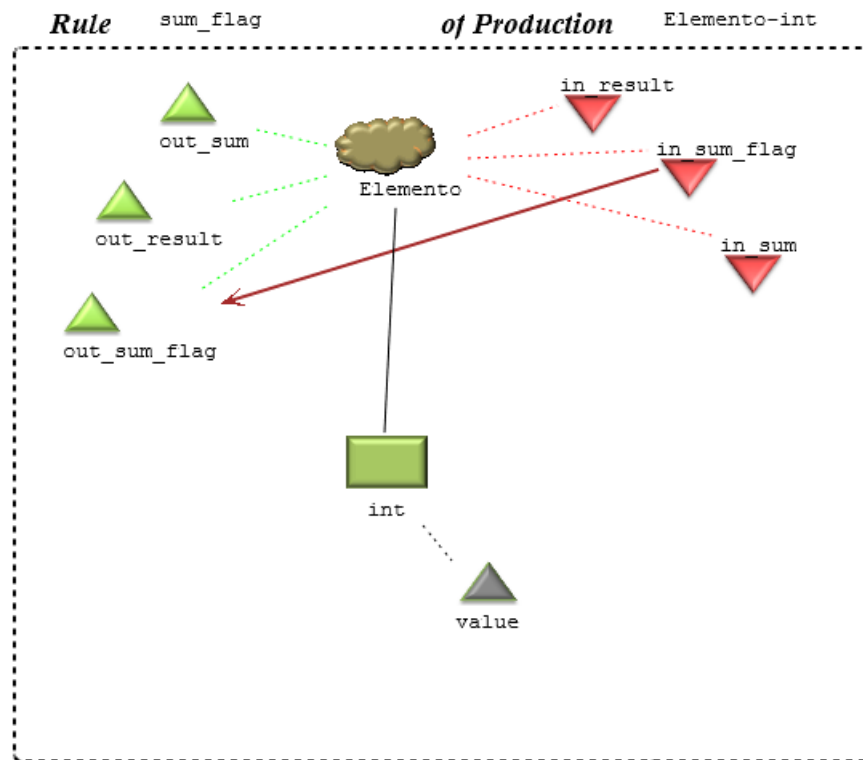 Rule sum_flag of Production Elemento-int
in_result
out_sum
in_sum_flag
Elemento
out_result
in_sum
out_sum_flag
int
value